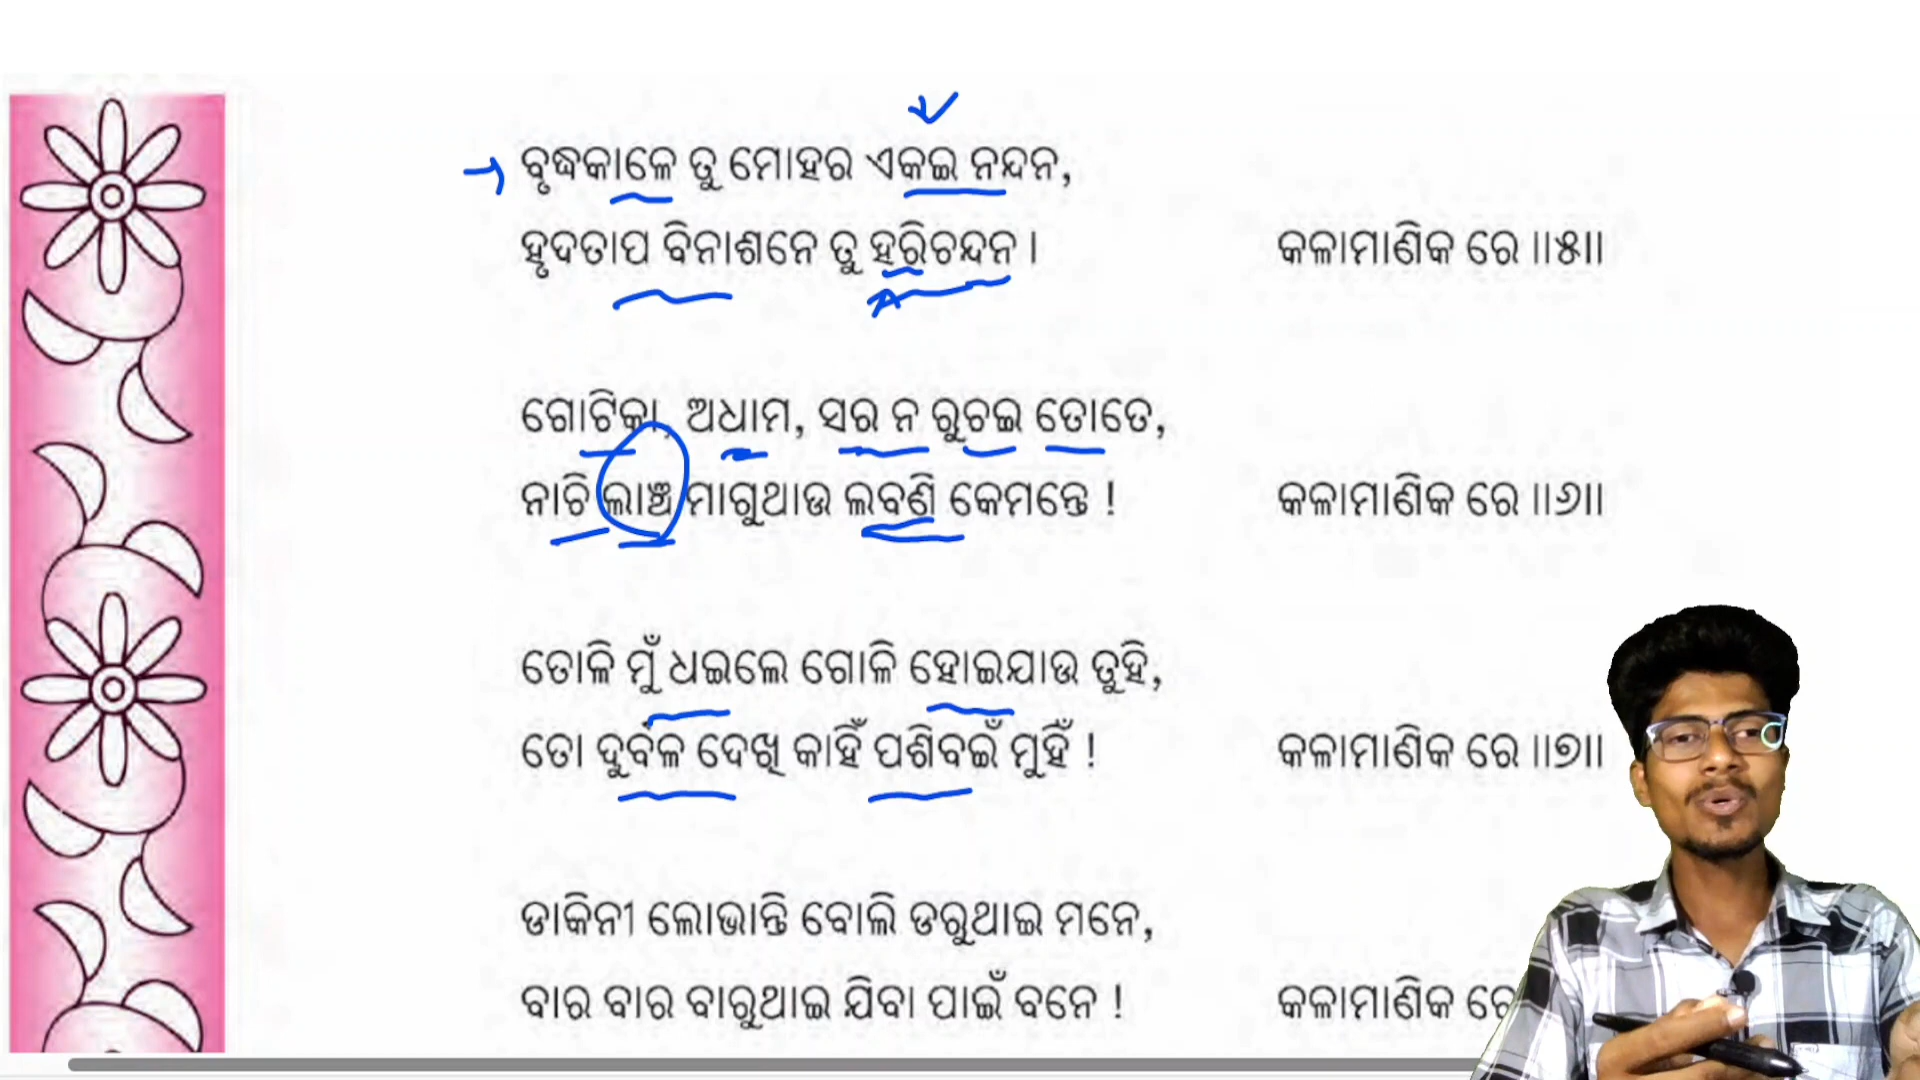 ବୃଦ୍ଧକାଳେ ତୁ ମୋହର ଏକଇ ନନ୍ଦନ,
ହୃଦତାପ ବିନାଶନେ ତୁ ହରିଚନ୍ଦନ । କଳାମାଣିକ ରେ ॥୫॥
ଗୋଟିକା, ଅଧାମ, ସର ନ ରୁଚଇ ତୋତେ,
ନାଚି ଲାଞ୍ଚ ମାଗୁଥାଉ ଲବଣି କେମନ୍ତେ ! କଳାମାଣିକ ରେ ॥୬॥
ତୋଳି ମୁଁ ଧଇଲେ ଗୋଳି ହୋଇଯାଉ ତୁହି,
ତୋ ଦୁର୍ବଳ ଦେଖି କାହିଁ ପଶିବଇଁ ମୁହିଁ ! କଳାମାଣିକ ରେ ॥୭॥
ଡାକିନୀ ଲୋଭାନ୍ତି ବୋଲି ଡରୁଥାଇ ମନେ,
ବାର ବାର ବାରୁଥାଇ ଯିବା ପାଇଁ ବନେ ! କଳାମାଣିକ